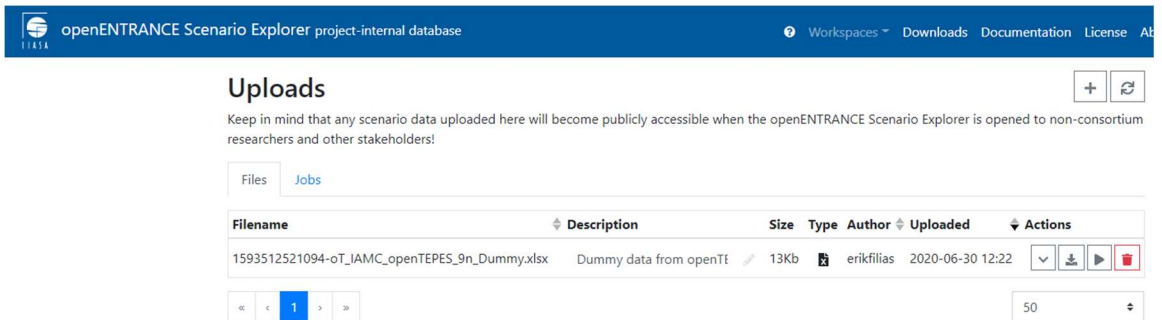 IIASA
openENTRANCE Scenario Explorer project-internal database
? Workspaces Downloads Documentation License
Uploads
+
Keep in mind that any scenario data uploaded here will become publicly accessible when the openENTRANCE Scenario Explorer is opened to non-consortium
researchers and other stakeholders!
Files Jobs
Filename Description Size Type Author Uploaded Actions
1593512521094-oT_IAMC_openTEPES_9n_Dummy.xlsx Dummy data from openTE 13Kb erikfilias 2020-06-30 12:22
« ‹ 1 › » 50